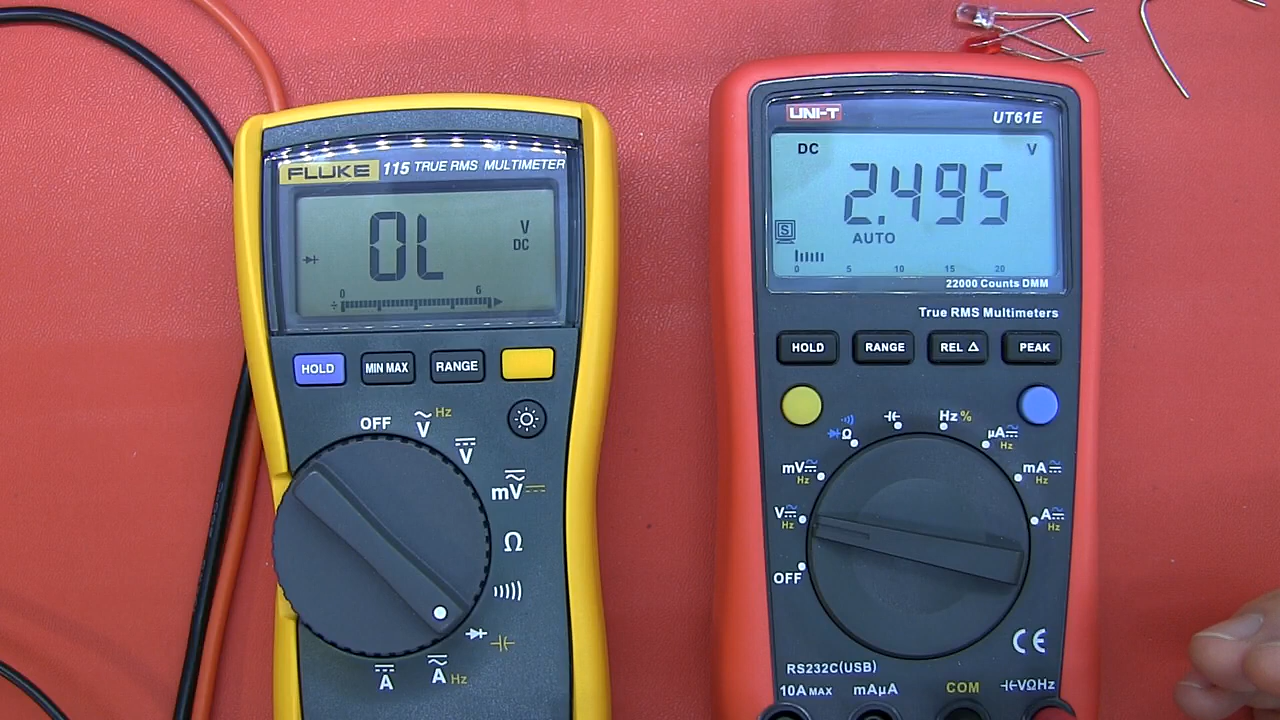 FLUKE 115 TRUE RMS MULTIMETER
OL
V
DC
0 6
HOLD
MIN MAX
RANGE
OFF
V Hz
V
mV
Ω
A
A Hz
UNI-T
UT61E
DC
V
2.495
S
AUTO
0 5 10 15 20
22000 Counts DMM
True RMS Multimeters
HOLD
RANGE
REL Δ
PEAK
Ω
Hz %
µA Hz
mV Hz
mA Hz
V Hz
A Hz
OFF
CE
RS232C(USB)
10A MAX
mAµA
COM
VΩHz